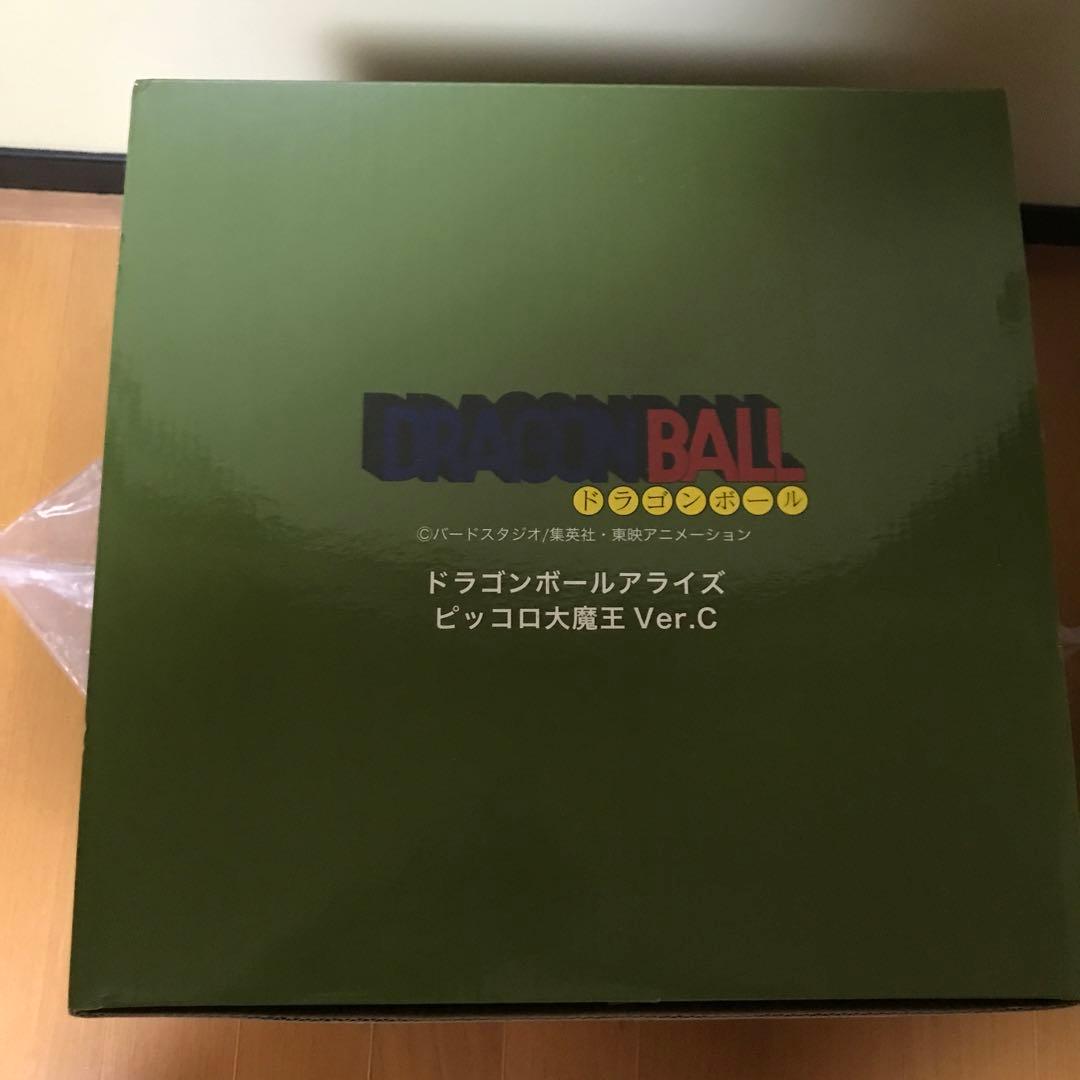 DRAGON BALL
ドラゴンボール
©バードスタジオ/集英社・東映アニメーション
ドラゴンボールアライズ
ピッコロ大魔王 Ver.C